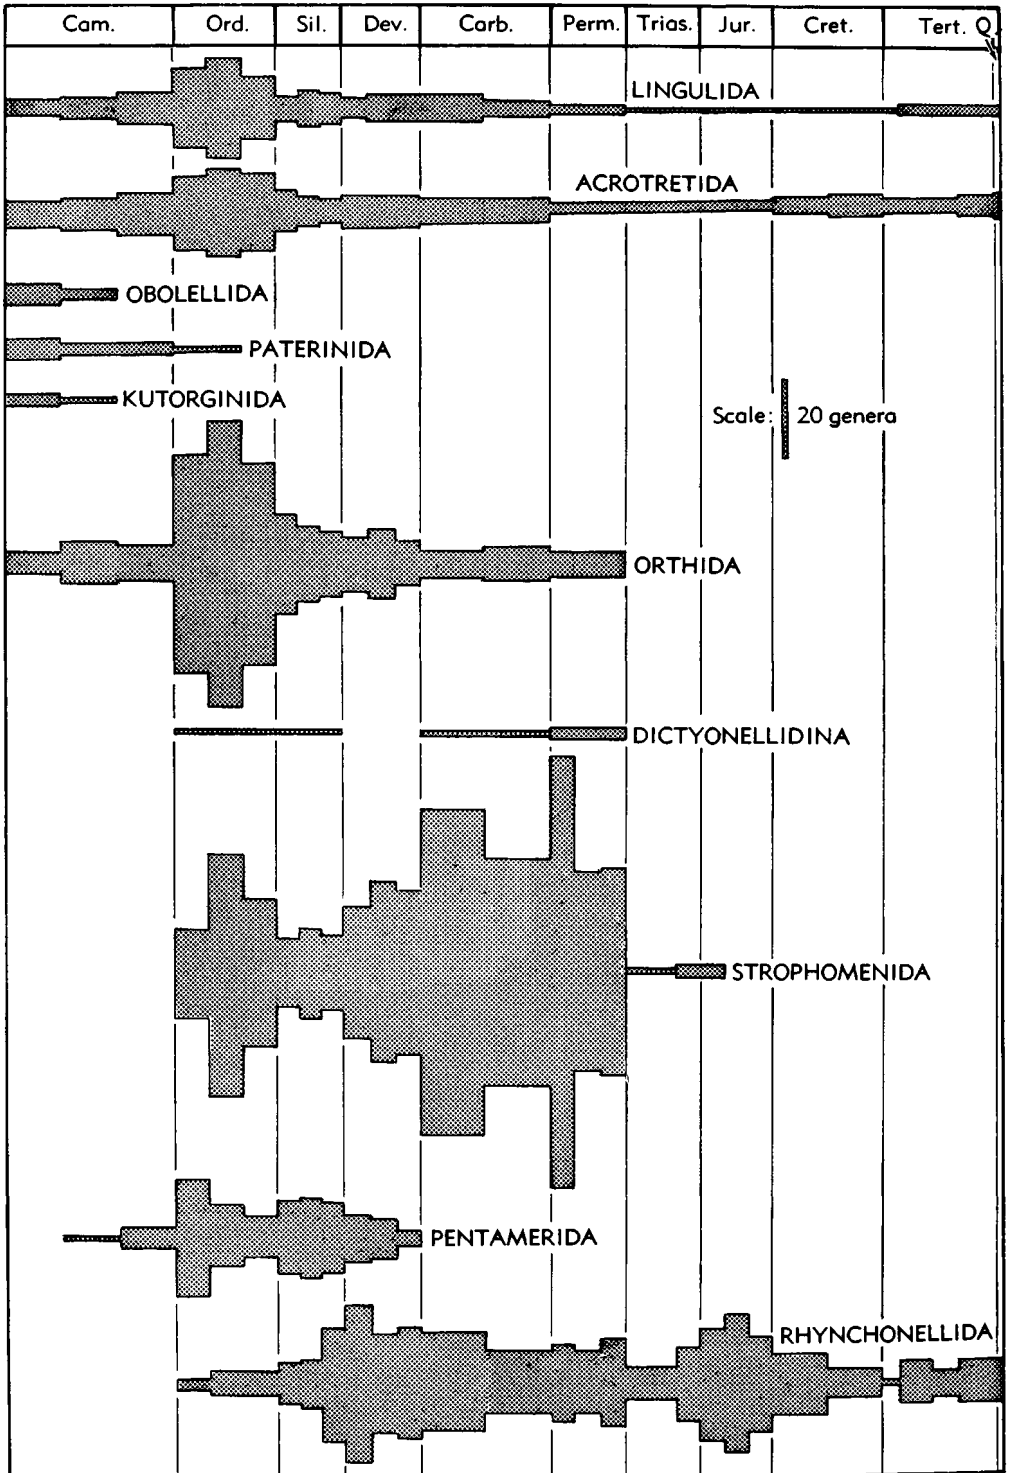 Cam. Ord. Sil. Dev. Carb. Perm. Trias. Jur. Cret. Tert. Q.
LINGULIDA
ACROTRETIDA
OBOLELLIDA
PATERINIDA
KUTORGINIDA
Scale: 20 genera
ORTHIDA
DICTYONELLIDINA
STROPHOMENIDA
PENTAMERIDA
RHYNCHONELLIDA